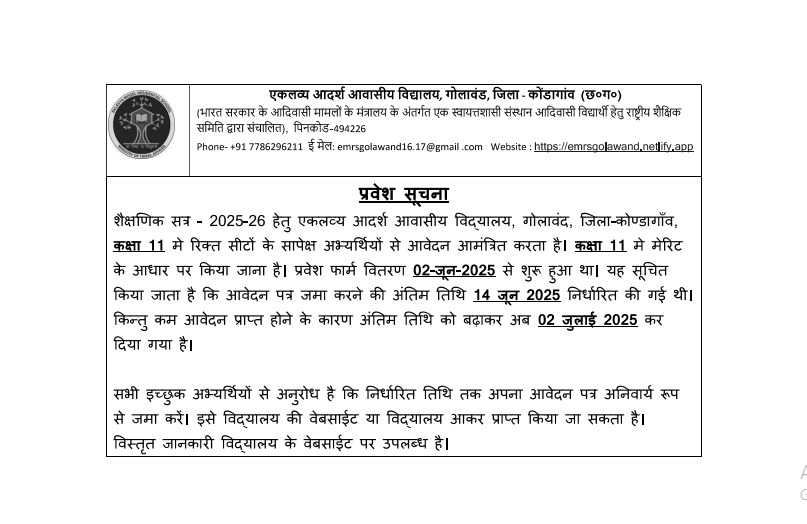 एकलव्य आदर्श आवासीय विद्यालय, गोलावंड, जिला - कोंडागांव (छ०ग०)
(भारत सरकार के आदिवासी मामलों के मंत्रालय के अंतर्गत एक स्वायत्तशासी संस्थान आदिवासी विद्यार्थी हेतु राष्ट्रीय शैक्षिक
समिति द्वारा संचालित), पिनकोड-494226
Phone- +91 7786296211 ई मेल: emrsgolawand16.17@gmail .com Website : https://emrsgolawand.netlify.app
प्रवेश सूचना
शैक्षणिक सत्र - 2025-26 हेतु एकलव्य आदर्श आवासीय विद्यालय, गोलावंद, जिला-कोण्डागाँव,
कक्षा 11 मे रिक्त सीटों के सापेक्ष अभ्यर्थियों से आवेदन आमंत्रित करता है। कक्षा 11 मे मेरिट
के आधार पर किया जाना है। प्रवेश फार्म वितरण 02-जून-2025 से शुरू हुआ था। यह सूचित
किया जाता है कि आवेदन पत्र जमा करने की अंतिम तिथि 14 जून 2025 निर्धारित की गई थी।
किन्तु कम आवेदन प्राप्त होने के कारण अंतिम तिथि को बढ़ाकर अब 02 जुलाई 2025 कर
दिया गया है।
सभी इच्छुक अभ्यर्थियों से अनुरोध है कि निर्धारित तिथि तक अपना आवेदन पत्र अनिवार्य रूप
से जमा करें। इसे विद्यालय की वेबसाईट या विद्यालय आकर प्राप्त किया जा सकता है।
विस्तृत जानकारी विद्यालय के वेबसाईट पर उपलब्ध है।